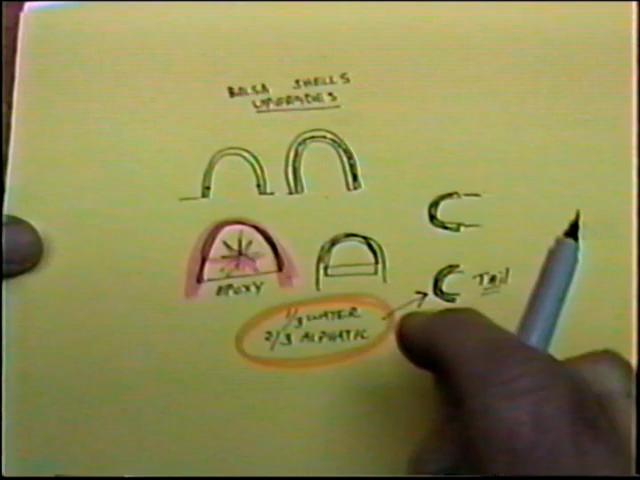 BALSA SHELLS
UPGRADES
EPOXY
Tail
1/3 WATER
2/3 ALPHATIC